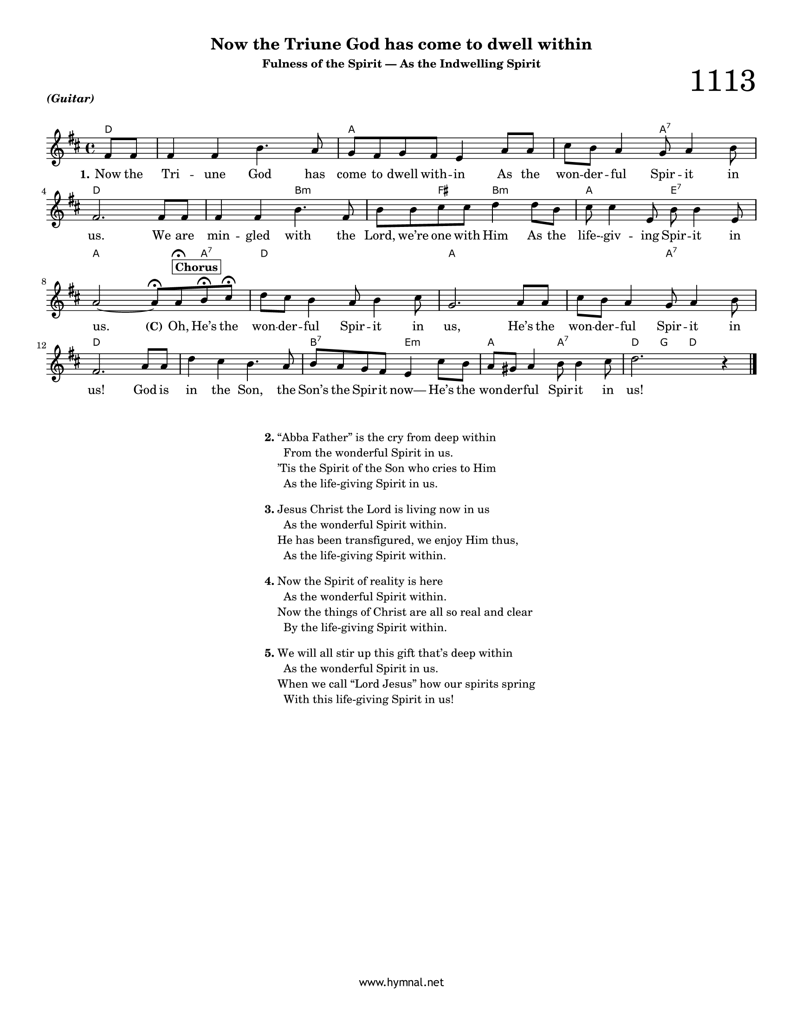 Now the Triune God has come to dwell within
Fulness of the Spirit — As the Indwelling Spirit
1113
(Guitar)
D A A7
1. Now the Tri - une God has come to dwell with-in As the won-der-ful Spir-it in
4 D Bm F# Bm A E7
us. We are min - gled with the Lord, we're one with Him As the life--giv - ing Spir-it in
A A7 D A A7
Chorus
8
us. (C) Oh, He's the won-der-ful Spir-it in us, He's the won-der-ful Spir-it in
12 D B7 Em A A7 D G D
us! God is in the Son, the Son's the Spirit now— He's the wonderful Spirit in us!
2. “Abba Father” is the cry from deep within
From the wonderful Spirit in us.
’Tis the Spirit of the Son who cries to Him
As the life-giving Spirit in us.
3. Jesus Christ the Lord is living now in us
As the wonderful Spirit within.
He has been transfigured, we enjoy Him thus,
As the life-giving Spirit within.
4. Now the Spirit of reality is here
As the wonderful Spirit within.
Now the things of Christ are all so real and clear
By the life-giving Spirit within.
5. We will all stir up this gift that’s deep within
As the wonderful Spirit in us.
When we call “Lord Jesus” how our spirits spring
With this life-giving Spirit in us!
www.hymnal.net